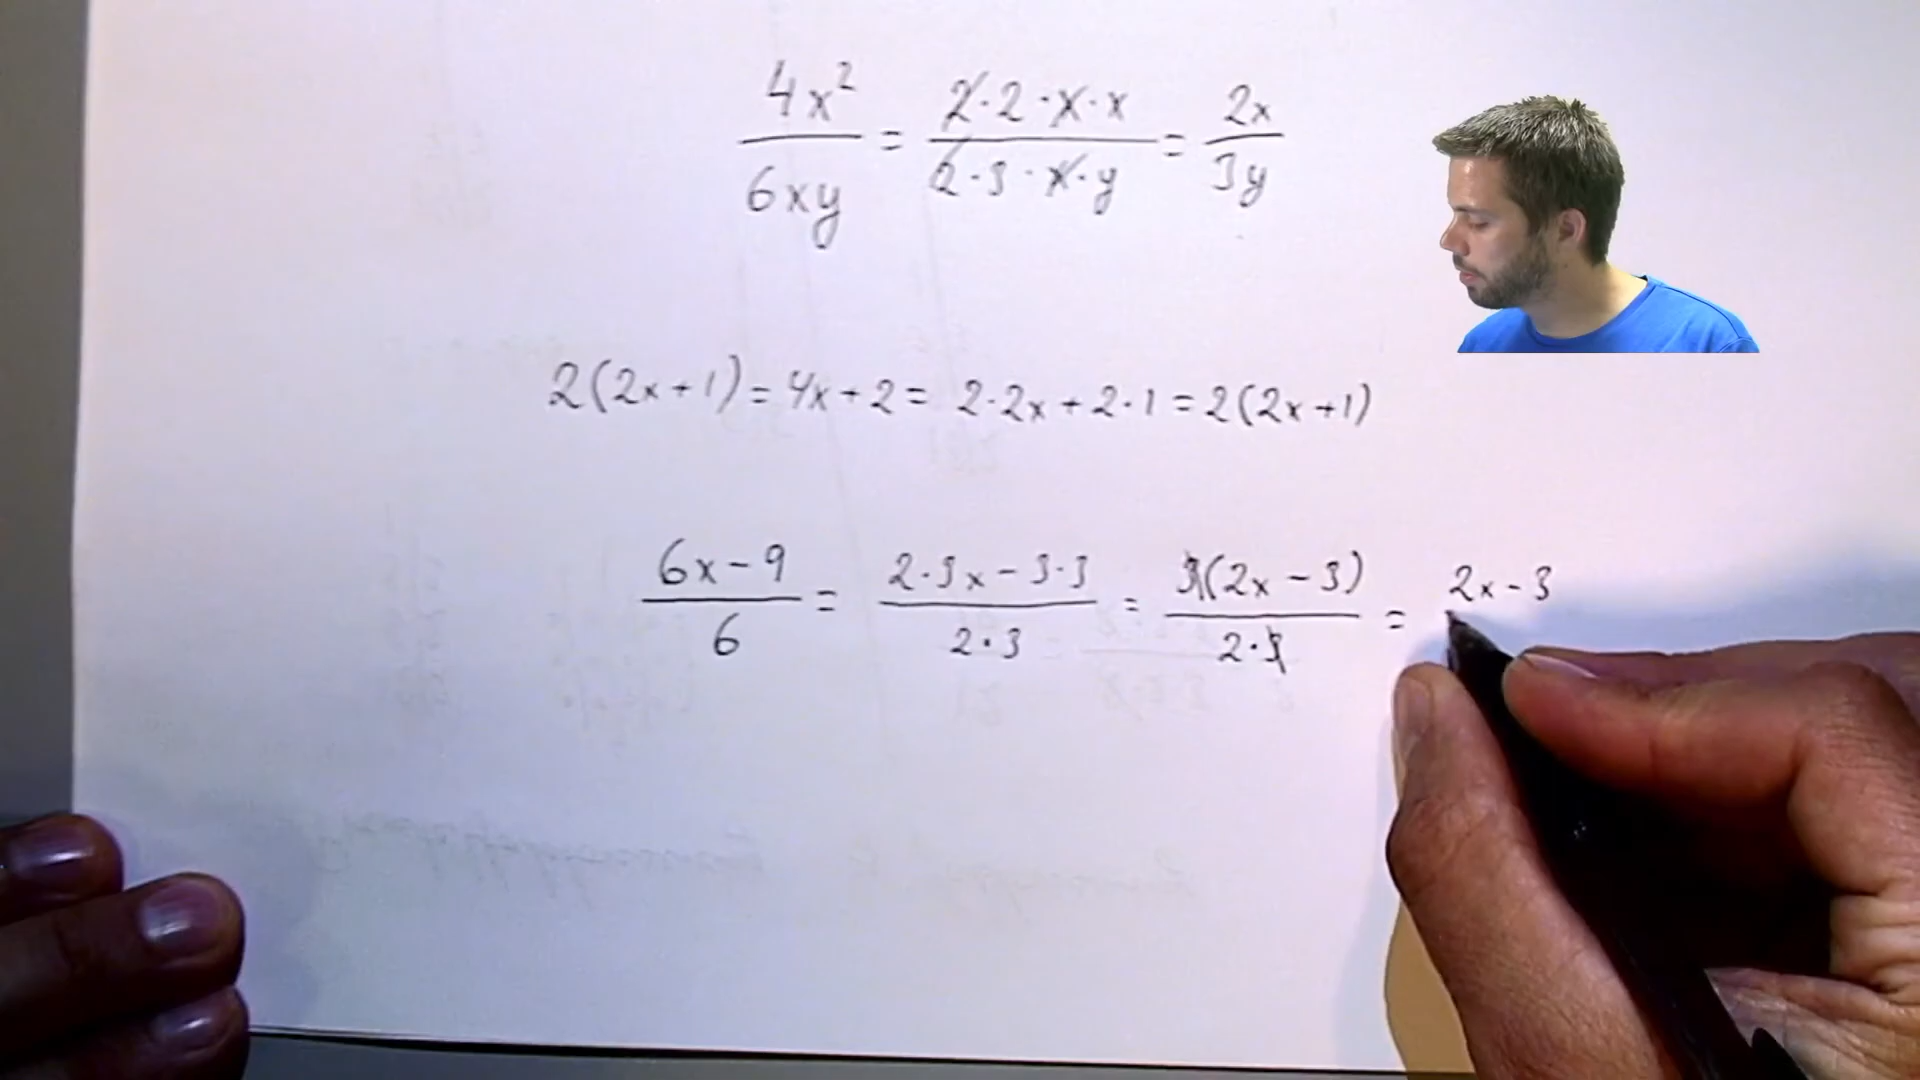 4x²/6xy = 2·2·x·x/2·3·x·y = 2x/3y
2(2x+1) = 4x+2 = 2·2x+2·1 = 2(2x+1)
6x-9/6 = 2·3x-3·3/2·3 = 3(2x-3)/2·3 = 2x-3